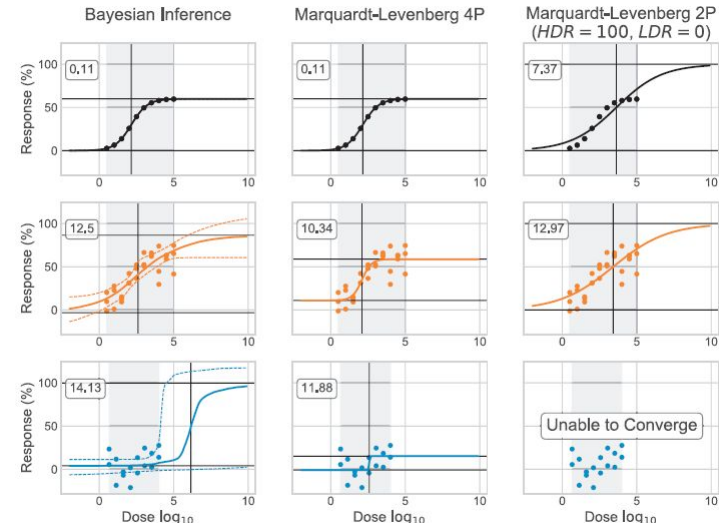 Bayesian Inference
Marquardt-Levenberg 4P
Marquardt-Levenberg 2P
(HDR = 100, LDR = 0)
Response (%)
100
50
0
0.11
0 5 10
0.11
0 5 10
7.37
0 5 10
Response (%)
100
50
0
12.5
0 5 10
10.34
0 5 10
12.97
0 5 10
Response (%)
100
50
0
14.13
0 5 10
Dose log10
11.88
0 5 10
Dose log10
Unable to Converge
0 5 10
Dose log10